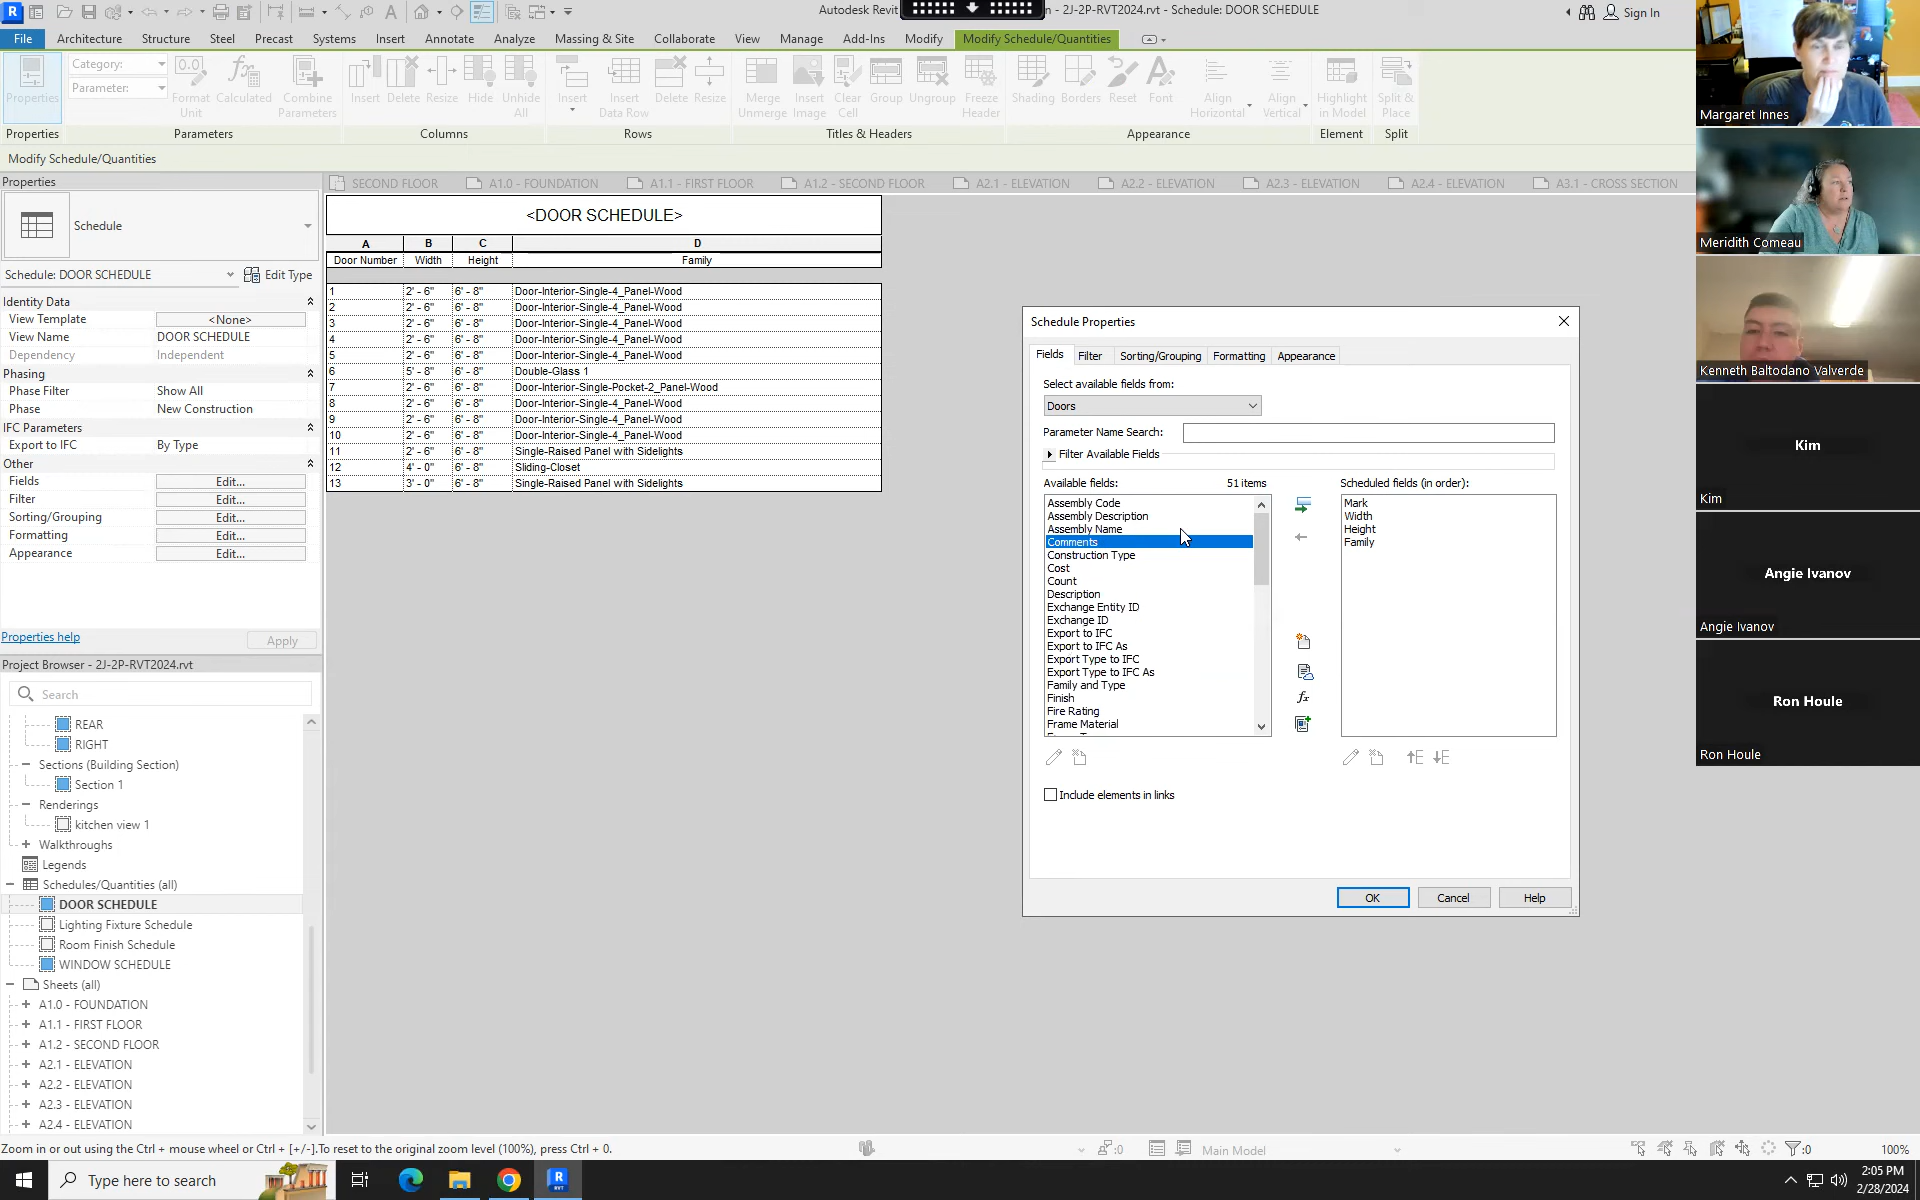 Autodesk Revit
n - 2J-2P-RVT2024.rvt - Schedule: DOOR SCHEDULE
Sign In
File Architecture Structure Steel Precast Systems Insert Annotate Analyze Massing & Site Collaborate View Manage Add-Ins Modify Modify Schedule/Quantities
Category:
Parameter:
Properties
Format Unit
Calculated
Combine Parameters
Insert Delete Resize Hide Unhide All
Insert
Insert Data Row
Delete Resize
Merge Unmerge
Insert Image
Clear Cell
Group Ungroup
Freeze Header
Shading Borders Reset Font
Align Horizontal
Align Vertical
Highlight in Model
Split & Place
Properties Parameters Columns Rows Titles & Headers Appearance Element Split
Modify Schedule/Quantities
Properties
Schedule
Schedule: DOOR SCHEDULE
Edit Type
Identity Data
View Template <None>
View Name DOOR SCHEDULE
Dependency Independent
Phasing
Phase Filter Show All
Phase New Construction
IFC Parameters
Export to IFC By Type
Other
Fields Edit...
Filter Edit...
Sorting/Grouping Edit...
Formatting Edit...
Appearance Edit...
Properties help
Apply
Project Browser - 2J-2P-RVT2024.rvt
Search
REAR
RIGHT
Sections (Building Section)
Section 1
Renderings
kitchen view 1
Walkthroughs
Legends
Schedules/Quantities (all)
DOOR SCHEDULE
Lighting Fixture Schedule
Room Finish Schedule
WINDOW SCHEDULE
Sheets (all)
A1.0 - FOUNDATION
A1.1 - FIRST FLOOR
A1.2 - SECOND FLOOR
A2.1 - ELEVATION
A2.2 - ELEVATION
A2.3 - ELEVATION
A2.4 - ELEVATION
SECOND FLOOR A1.0 - FOUNDATION A1.1 - FIRST FLOOR A1.2 - SECOND FLOOR A2.1 - ELEVATION A2.2 - ELEVATION A2.3 - ELEVATION A2.4 - ELEVATION A3.1 - CROSS SECTION
<DOOR SCHEDULE>
A B C D
Door Number Width Height Family
1 2' - 6" 6' - 8" Door-Interior-Single-4_Panel-Wood
2 2' - 6" 6' - 8" Door-Interior-Single-4_Panel-Wood
3 2' - 6" 6' - 8" Door-Interior-Single-4_Panel-Wood
4 2' - 6" 6' - 8" Door-Interior-Single-4_Panel-Wood
5 2' - 6" 6' - 8" Door-Interior-Single-4_Panel-Wood
6 5' - 8" 6' - 8" Double-Glass 1
7 2' - 6" 6' - 8" Door-Interior-Single-Pocket-2_Panel-Wood
8 2' - 6" 6' - 8" Door-Interior-Single-4_Panel-Wood
9 2' - 6" 6' - 8" Door-Interior-Single-4_Panel-Wood
10 2' - 6" 6' - 8" Door-Interior-Single-4_Panel-Wood
11 2' - 6" 6' - 8" Single-Raised Panel with Sidelights
12 4' - 0" 6' - 8" Sliding-Closet
13 3' - 0" 6' - 8" Single-Raised Panel with Sidelights
Schedule Properties
Fields Filter Sorting/Grouping Formatting Appearance
Select available fields from:
Doors
Parameter Name Search:
Filter Available Fields
Available fields: 51 items
Assembly Code
Assembly Description
Assembly Name
Comments
Construction Type
Cost
Count
Description
Exchange Entity ID
Exchange ID
Export to IFC
Export to IFC As
Export Type to IFC
Export Type to IFC As
Family and Type
Finish
Fire Rating
Frame Material
Scheduled fields (in order):
Mark
Width
Height
Family
fx
Include elements in links
OK Cancel Help
Margaret Innes
Meridith Comeau
Kenneth Baltodano Valverde
Kim
Kim
Angie Ivanov
Angie Ivanov
Ron Houle
Ron Houle
Zoom in or out using the Ctrl + mouse wheel or Ctrl + [+/-].To reset to the original zoom level (100%), press Ctrl + 0.
:0
Main Model
:0
100%
Type here to search
2:05 PM
2/28/2024